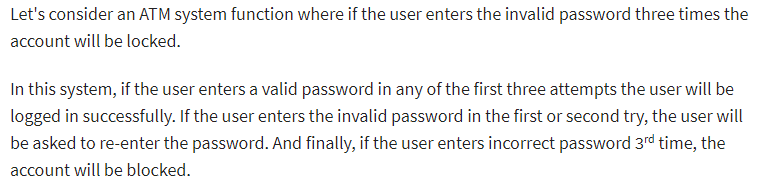 Let's consider an ATM system function where if the user enters the invalid password three times the
account will be locked.
In this system, if the user enters a valid password in any of the first three attempts the user will be
logged in successfully. If the user enters the invalid password in the first or second try, the user will
be asked to re-enter the password. And finally, if the user enters incorrect password 3rd time, the
account will be blocked.